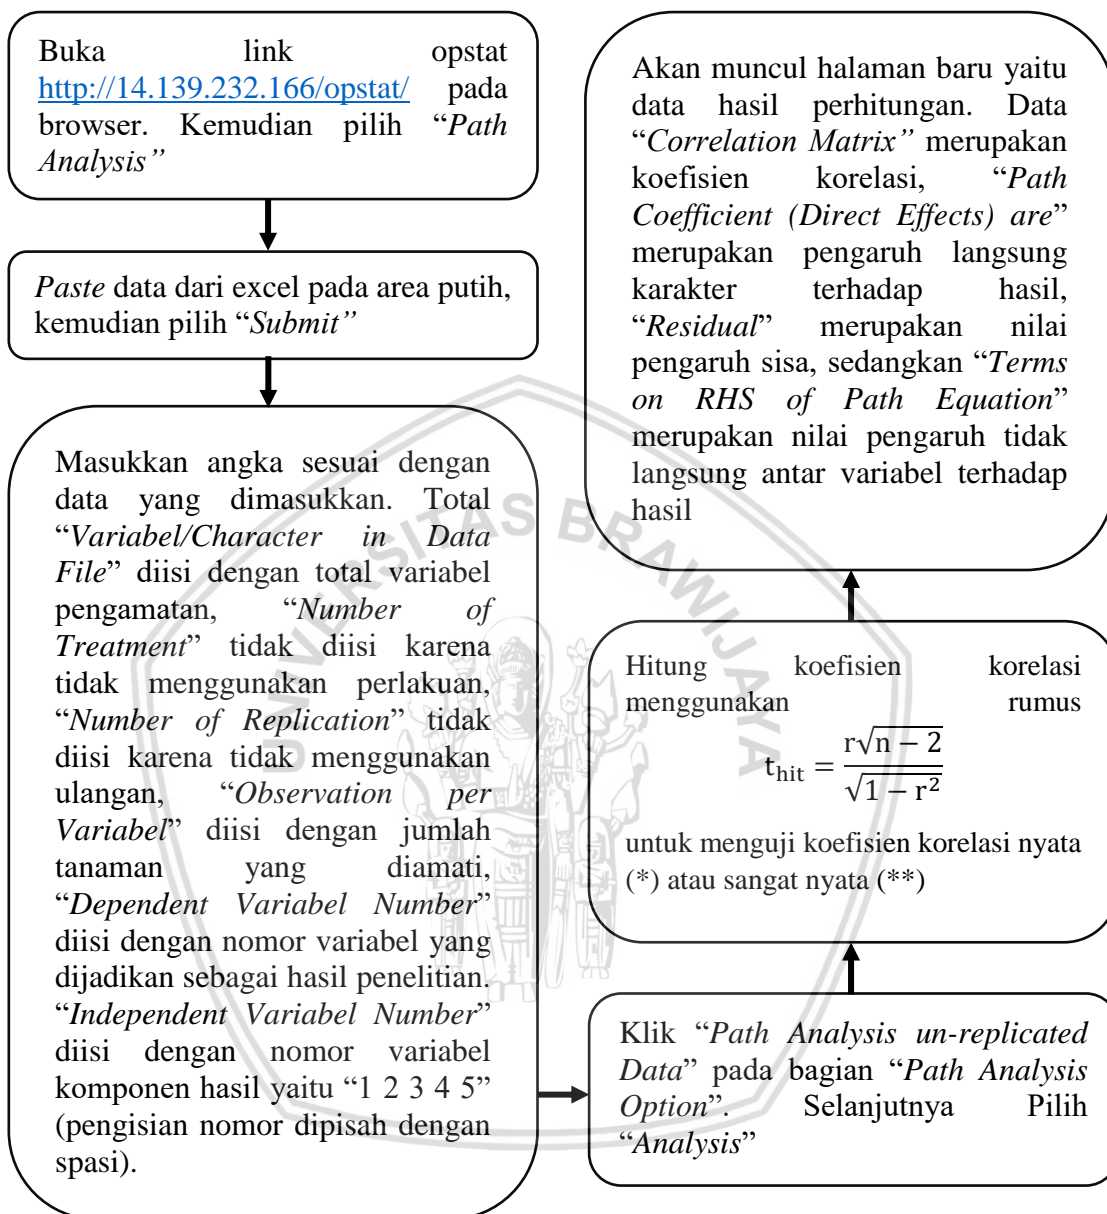 Buka link opstat
http://14.139.232.166/opstat/ pada
browser. Kemudian pilih “Path
Analysis”
Paste data dari excel pada area putih,
kemudian pilih “Submit”
Masukkan angka sesuai dengan
data yang dimasukkan. Total
“Variabel/Character in Data
File” diisi dengan total variabel
pengamatan, “Number of
Treatment” tidak diisi karena
tidak menggunakan perlakuan,
“Number of Replication” tidak
diisi karena tidak menggunakan
ulangan, “Observation per
Variabel” diisi dengan jumlah
tanaman yang diamati,
“Dependent Variabel Number”
diisi dengan nomor variabel yang
dijadikan sebagai hasil penelitian.
“Independent Variabel Number”
diisi dengan nomor variabel
komponen hasil yaitu “1 2 3 4 5”
(pengisian nomor dipisah dengan
spasi).
Klik “Path Analysis un-replicated
Data” pada bagian “Path Analysis
Option”. Selanjutnya Pilih
“Analysis”
Hitung koefisien korelasi
menggunakan rumus
t_hit = r√n − 2 / √1 − r²
untuk menguji koefisien korelasi nyata
(*) atau sangat nyata (**)
Akan muncul halaman baru yaitu
data hasil perhitungan. Data
“Correlation Matrix” merupakan
koefisien korelasi, “Path
Coefficient (Direct Effects) are”
merupakan pengaruh langsung
karakter terhadap hasil,
“Residual” merupakan nilai
pengaruh sisa, sedangkan “Terms
on RHS of Path Equation”
merupakan nilai pengaruh tidak
langsung antar variabel terhadap
hasil
UNIVERSITAS BRAWIJAYA